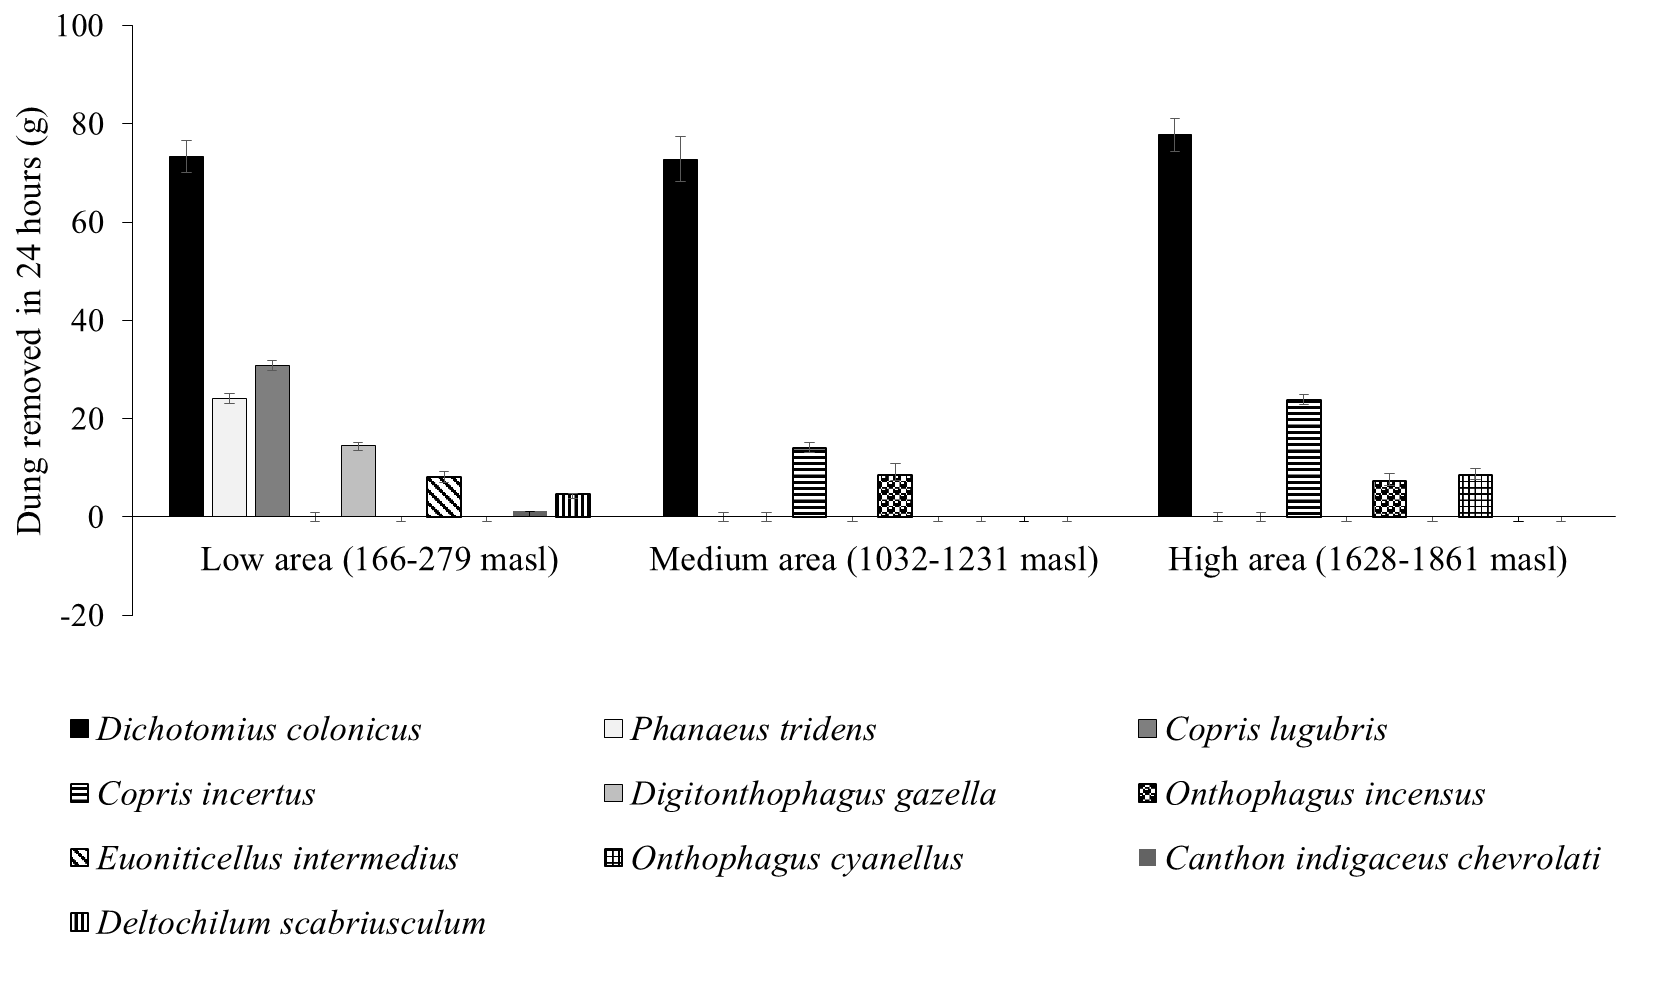 100
80
60
40
20
0
-20
Dung removed in 24 hours (g)
Low area (166-279 masl)
Medium area (1032-1231 masl)
High area (1628-1861 masl)
Dichotomius colonicus
Phanaeus tridens
Copris lugubris
Copris incertus
Digitonthophagus gazella
Onthophagus incensus
Euoniticellus intermedius
Onthophagus cyanellus
Canthon indigaceus chevrolati
Deltochilum scabriusculum